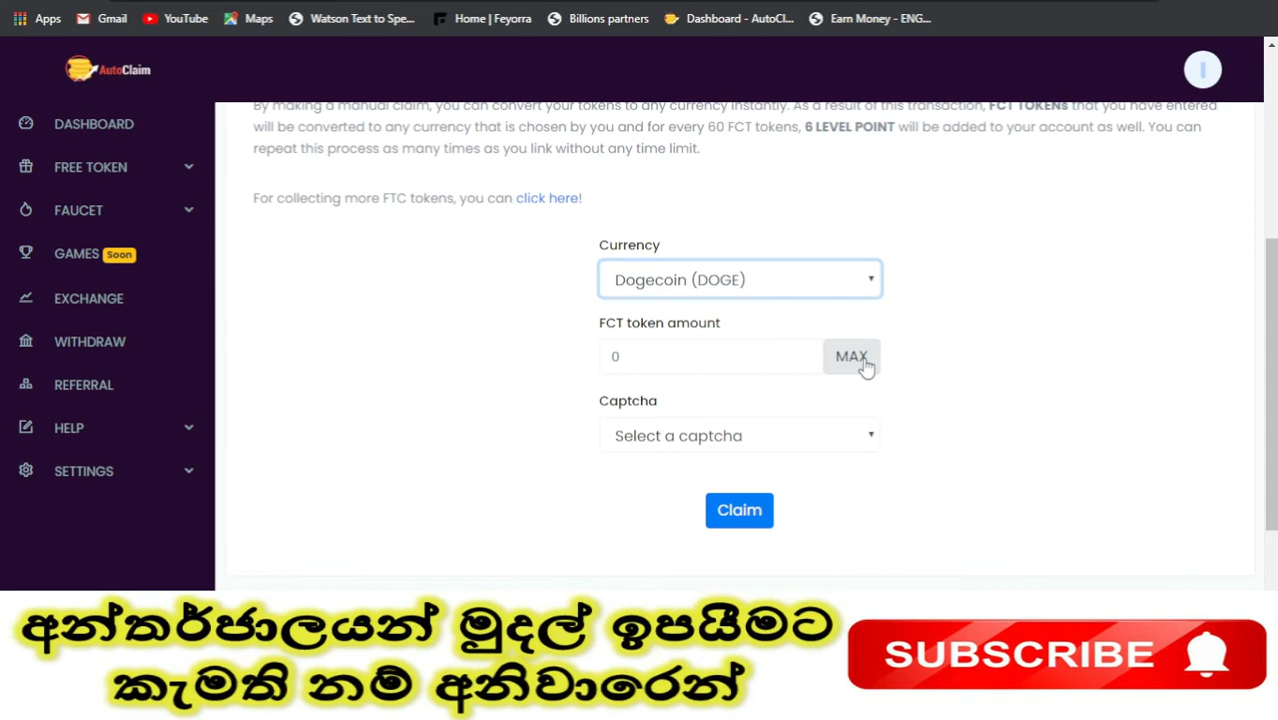 Apps Gmail YouTube Maps Watson Text to Spe... Home | Feyorra Billions partners Dashboard - AutoCl... Earn Money - ENG...
AutoClaim
DASHBOARD
FREE TOKEN
FAUCET
GAMES Soon
EXCHANGE
WITHDRAW
REFERRAL
HELP
SETTINGS
By making a manual claim, you can convert your tokens to any currency instantly. As a result of this transaction, FCT TOKENs that you have entered
will be converted to any currency that is chosen by you and for every 60 FCT tokens, 6 LEVEL POINT will be added to your account as well. You can
repeat this process as many times as you link without any time limit.
For collecting more FTC tokens, you can click here!
Currency
Dogecoin (DOGE)
FCT token amount
0 MAX
Captcha
Select a captcha
Claim
අන්තර්ජාලයන් මුදල් ඉපයීමට
කැමති නම් අනිවාරෙන්
SUBSCRIBE